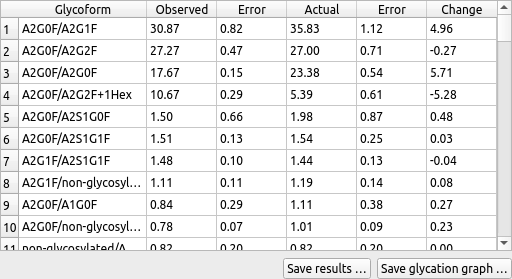 Glycoform Observed Error Actual Error Change
1 A2G0F/A2G1F 30.87 0.82 35.83 1.12 4.96
2 A2G0F/A2G2F 27.27 0.47 27.00 0.71 -0.27
3 A2G0F/A2G0F 17.67 0.15 23.38 0.54 5.71
4 A2G0F/A2G2F+1Hex 10.67 0.29 5.39 0.61 -5.28
5 A2G0F/A2S1G0F 1.50 0.66 1.98 0.87 0.48
6 A2G0F/A2S1G1F 1.51 0.13 1.54 0.25 0.03
7 A2G1F/A2S1G1F 1.48 0.10 1.44 0.13 -0.04
8 A2G1F/non-glycosyl... 1.11 0.11 1.19 0.14 0.08
9 A2G0F/A1G0F 0.84 0.29 1.11 0.38 0.27
10 A2G0F/non-glycosyl... 0.78 0.07 1.01 0.09 0.23
11 non-glycosylated/A... 0.82 0.20 0.82 0.20 0.00
Save results ... Save glycation graph ...